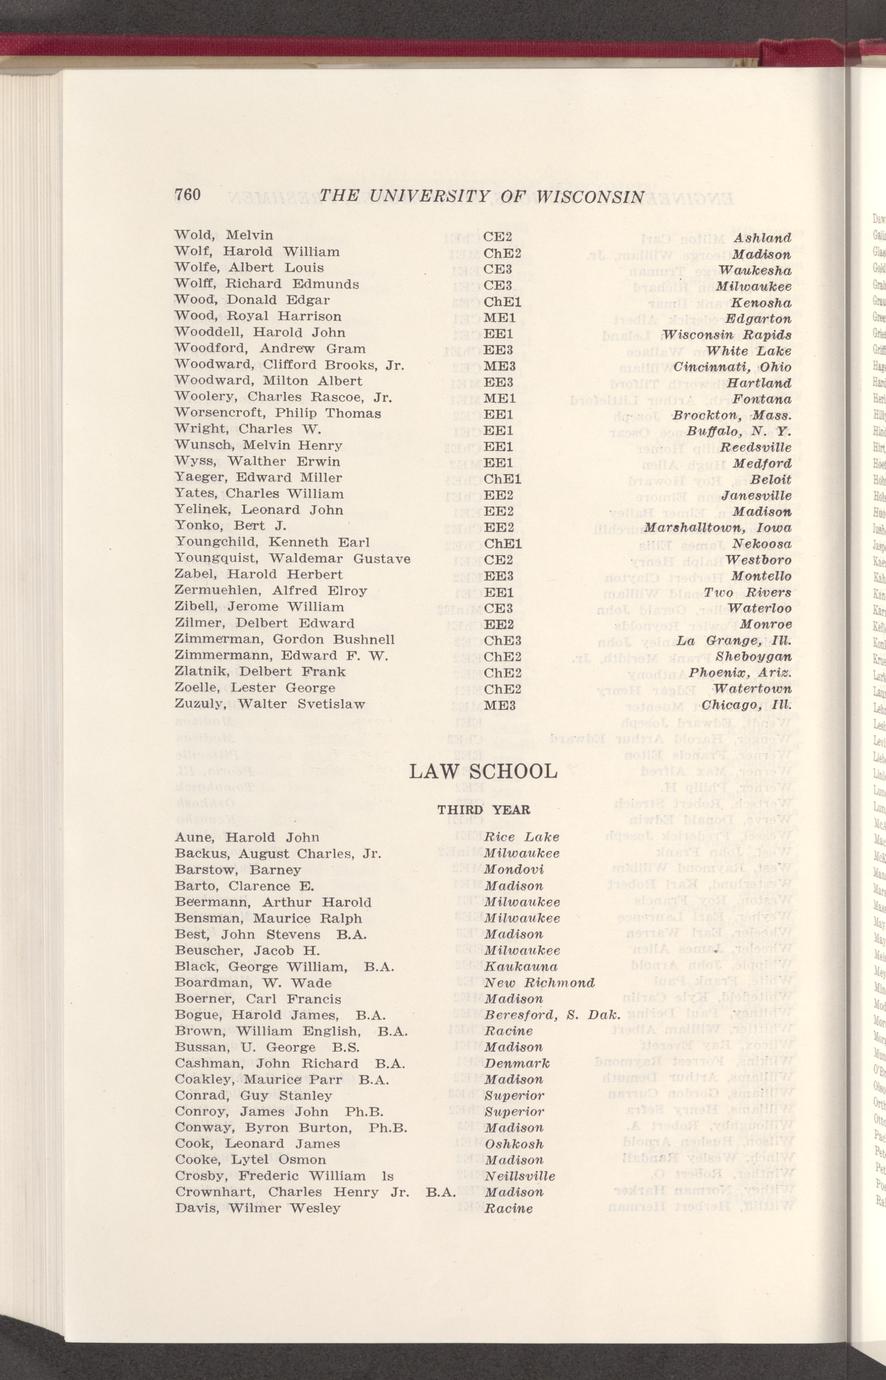 760 THE UNIVERSITY OF WISCONSIN
Wold, Melvin CE2 Ashland
Wolf, Harold William ChE2 Madison
Wolfe, Albert Louis CE3 Waukesha
Wolff, Richard Edmunds CE3 Milwaukee
Wood, Donald Edgar ChE1 Kenosha
Wood, Royal Harrison ME1 Edgarton
Wooddell, Harold John EE1 Wisconsin Rapids
Woodford, Andrew Gram EE3 White Lake
Woodward, Clifford Brooks, Jr. ME3 Cincinnati, Ohio
Woodward, Milton Albert EE3 Hartland
Woolery, Charles Rascoe, Jr. ME1 Fontana
Worsencroft, Philip Thomas EE1 Brockton, Mass.
Wright, Charles W. EE1 Buffalo, N. Y.
Wunsch, Melvin Henry EE1 Reedsville
Wyss, Walther Erwin EE1 Medford
Yaeger, Edward Miller ChE1 Beloit
Yates, Charles William EE2 Janesville
Yelinek, Leonard John EE2 Madison
Yonko, Bert J. EE2 Marshalltown, Iowa
Youngchild, Kenneth Earl ChE1 Nekoosa
Youngquist, Waldemar Gustave CE2 Westboro
Zabel, Harold Herbert EE3 Montello
Zermuehlen, Alfred Elroy EE1 Two Rivers
Zibell, Jerome William CE3 Waterloo
Zilmer, Delbert Edward EE2 Monroe
Zimmerman, Gordon Bushnell ChE3 La Grange, Ill.
Zimmermann, Edward F. W. ChE2 Sheboygan
Zlatnik, Delbert Frank ChE2 Phoenix, Ariz.
Zoelle, Lester George ChE2 Watertown
Zuzuly, Walter Svetislaw ME3 Chicago, Ill.
LAW SCHOOL
THIRD YEAR
Aune, Harold John Rice Lake
Backus, August Charles, Jr. Milwaukee
Barstow, Barney Mondovi
Barto, Clarence E. Madison
Beermann, Arthur Harold Milwaukee
Bensman, Maurice Ralph Milwaukee
Best, John Stevens B.A. Madison
Beuscher, Jacob H. Milwaukee
Black, George William, B.A. Kaukauna
Boardman, W. Wade New Richmond
Boerner, Carl Francis Madison
Bogue, Harold James, B.A. Beresford, S. Dak.
Brown, William English, B.A. Racine
Bussan, U. George B.S. Madison
Cashman, John Richard B.A. Denmark
Coakley, Maurice Parr B.A. Madison
Conrad, Guy Stanley Superior
Conroy, James John Ph.B. Superior
Conway, Byron Burton, Ph.B. Madison
Cook, Leonard James Oshkosh
Cooke, Lytel Osmon Madison
Crosby, Frederic William ls Neillsville
Crownhart, Charles Henry Jr. B.A. Madison
Davis, Wilmer Wesley Racine